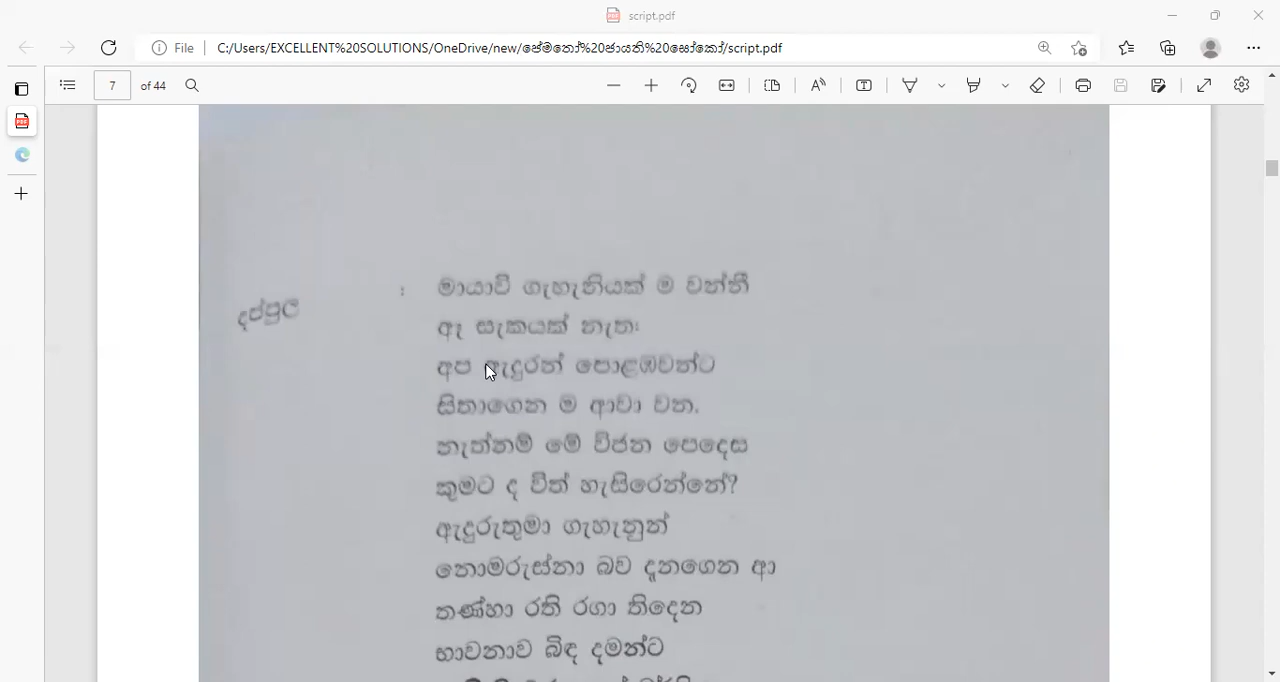 script.pdf
File C:/Users/EXCELLENT%20SOLUTIONS/OneDrive/new/පේමතෝ%20ජායති%20සෝකෝ/script.pdf
7 of 44
දප්පුල : මායාවී ගැහැනියක් ම වන්නී
ඈ සැකයක් නැත:
අප ඇදුරන් පොළඹවන්ට
සිතාගෙන ම ආවා වන.
නැත්නම් මේ විජන පෙදෙස
කුමට ද විත් හැසිරෙන්නේ?
ඇදුරුතුමා ගැහැනුන්
නොමරුස්නා බව දැනගෙන ආ
තණ්හා රති රගා තිදෙන
භාවනාව බිඳ දමන්ට